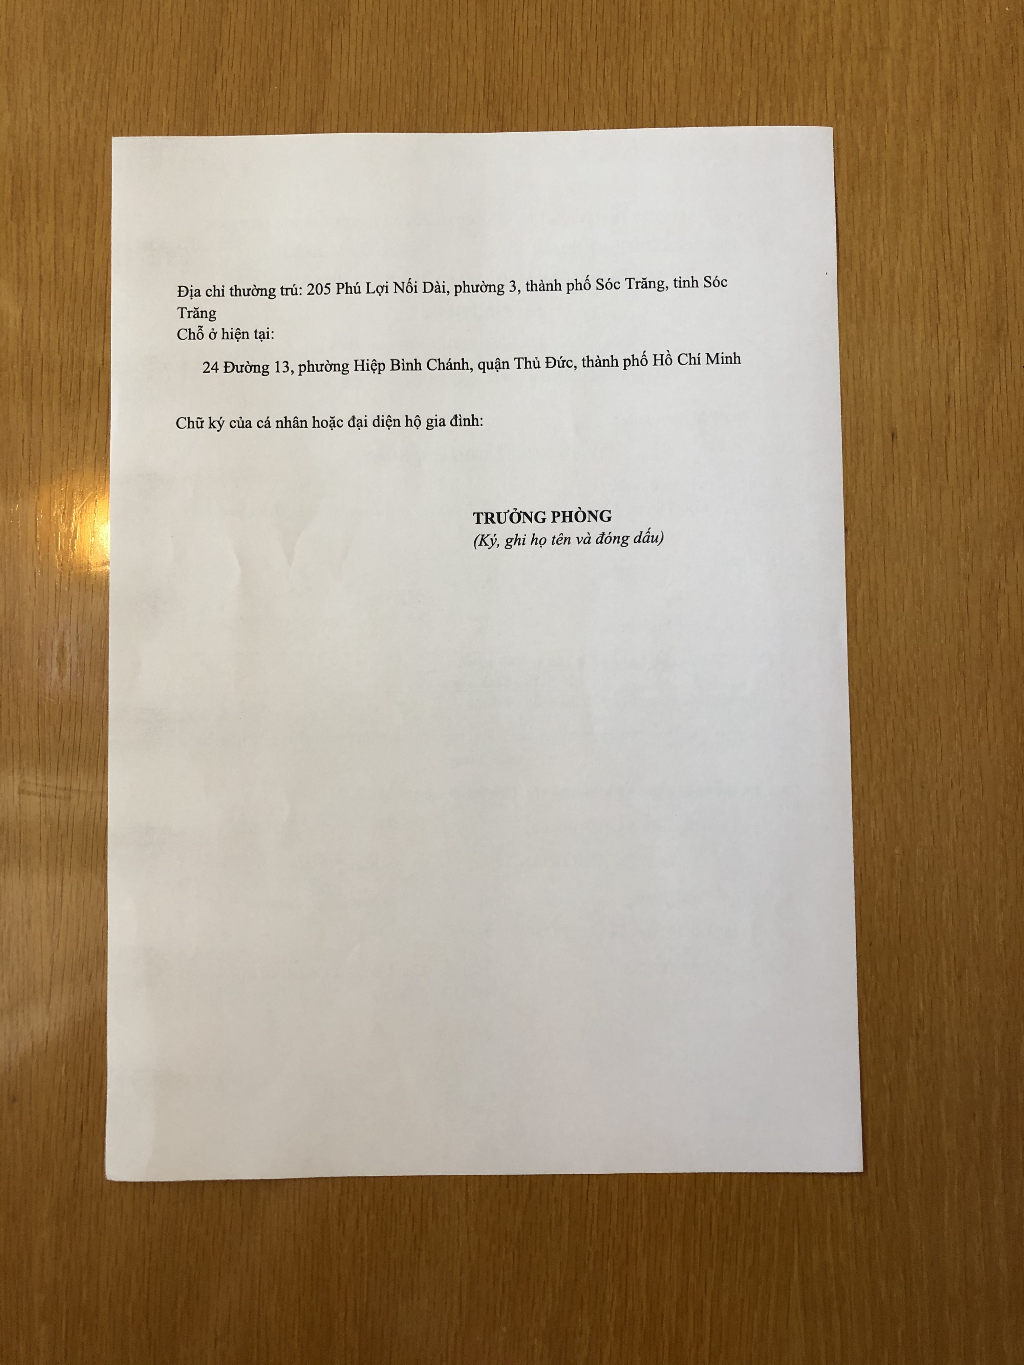 Địa chỉ thường trú: 205 Phú Lợi Nối Dài, phường 3, thành phố Sóc Trăng, tỉnh Sóc
Trăng
Chỗ ở hiện tại:
24 Đường 13, phường Hiệp Bình Chánh, quận Thủ Đức, thành phố Hồ Chí Minh
Chữ ký của cá nhân hoặc đại diện hộ gia đình:
TRƯỞNG PHÒNG
(Ký, ghi họ tên và đóng dấu)